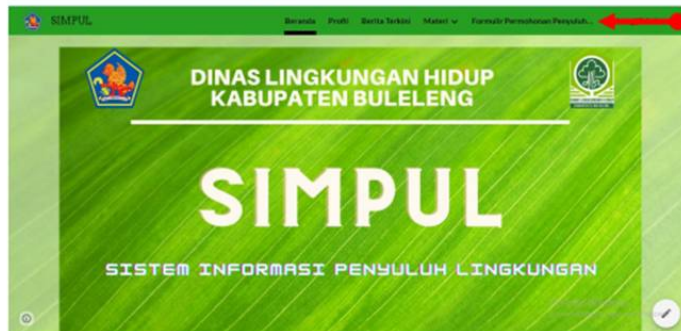 SIMPUL
Beranda Profil Berita Terkini Materi Formulir Permohonan Penyuluh...
DINAS LINGKUNGAN HIDUP
KABUPATEN BULELENG
SIMPUL
SISTEM INFORMASI PENYULUH LINGKUNGAN